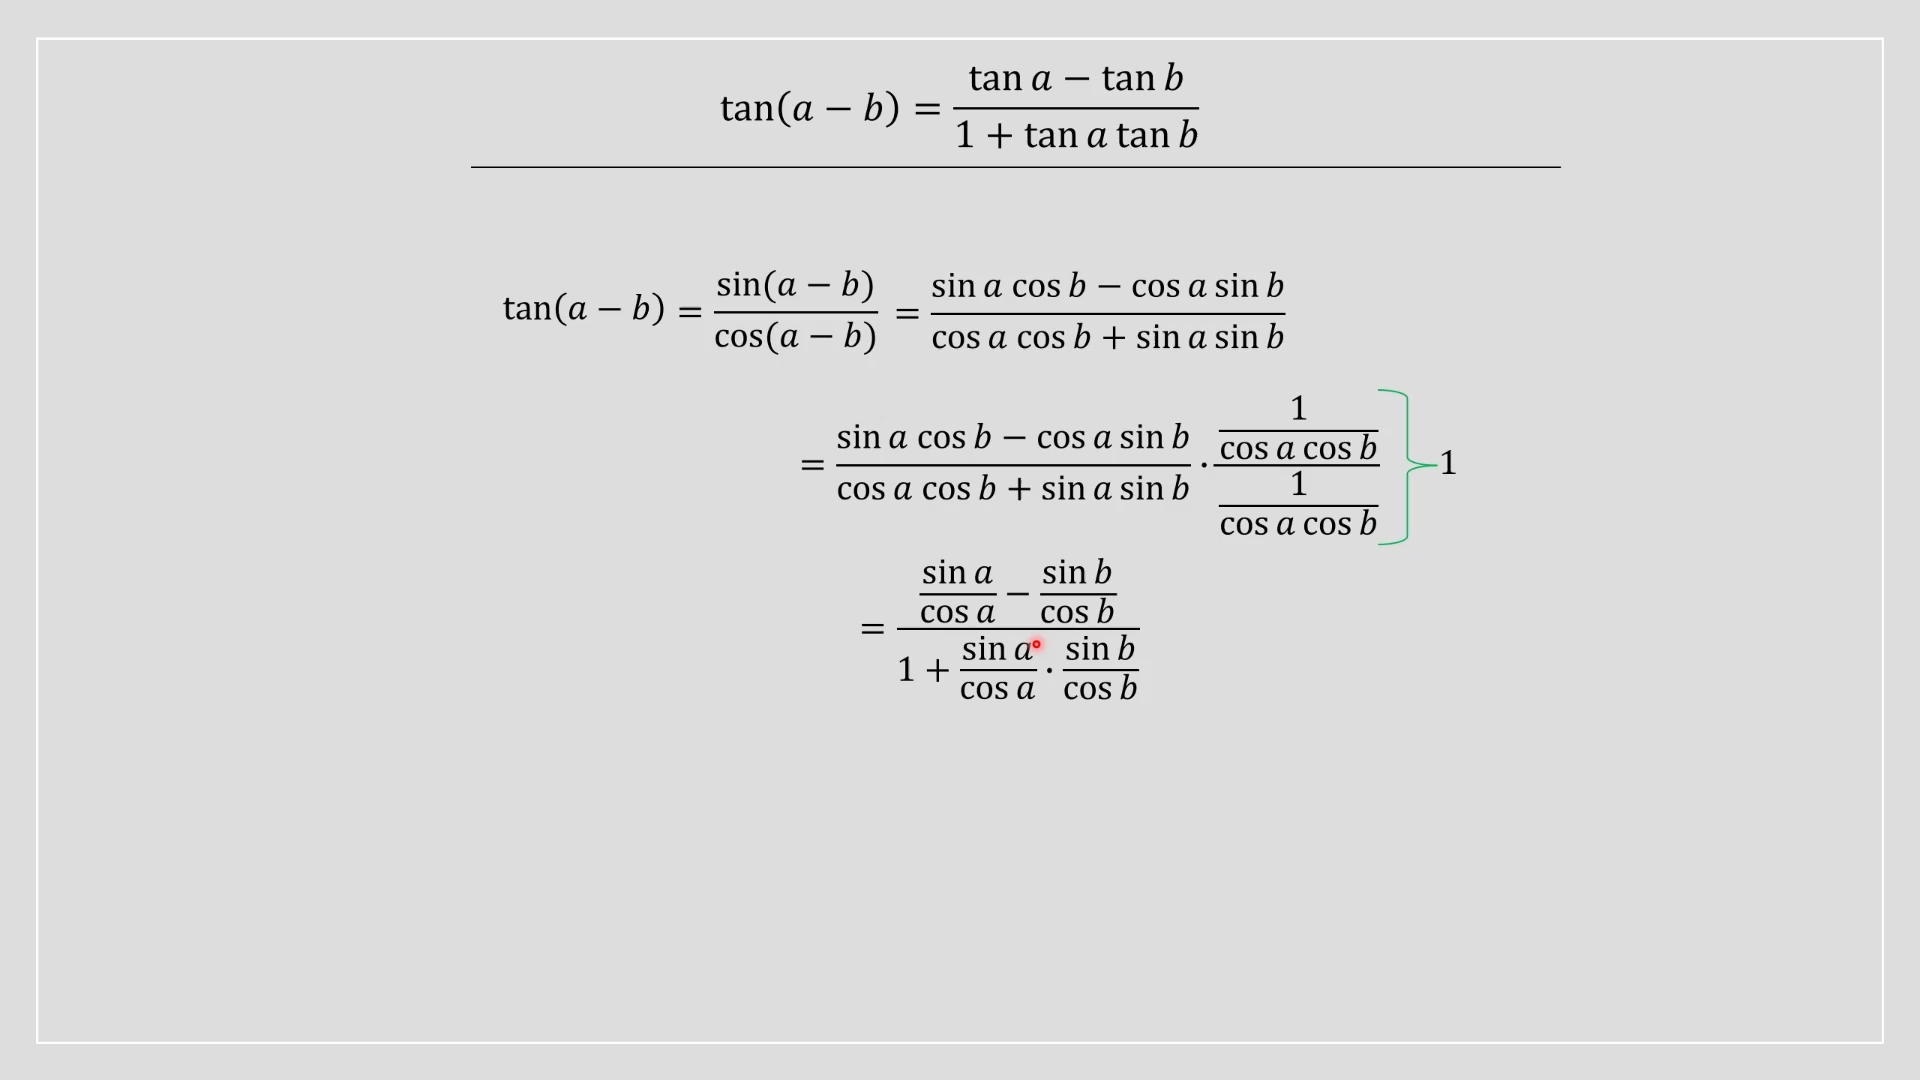 tan(a − b) = (tan a − tan b)/(1 + tan a tan b)
tan(a − b) = sin(a − b)/cos(a − b) = (sin a cos b − cos a sin b)/(cos a cos b + sin a sin b)
= (sin a cos b − cos a sin b)/(cos a cos b + sin a sin b) · (1/(cos a cos b))/(1/(cos a cos b)) } 1
= (sin a/cos a − sin b/cos b)/(1 + sin a/cos a · sin b/cos b)